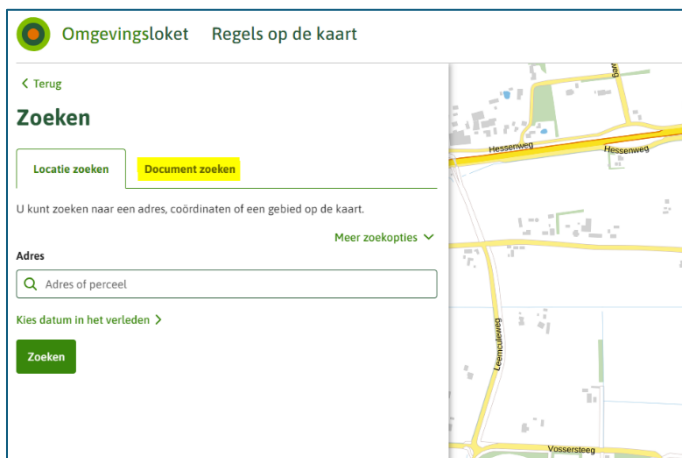 Omgevingsloket Regels op de kaart
Terug
Zoeken
Locatie zoeken Document zoeken
U kunt zoeken naar een adres, coördinaten of een gebied op de kaart.
Meer zoekopties
Adres
Adres of perceel
Kies datum in het verleden
Zoeken
Hessenweg
Hessenweg
Leemculeweg
Vossersteeg